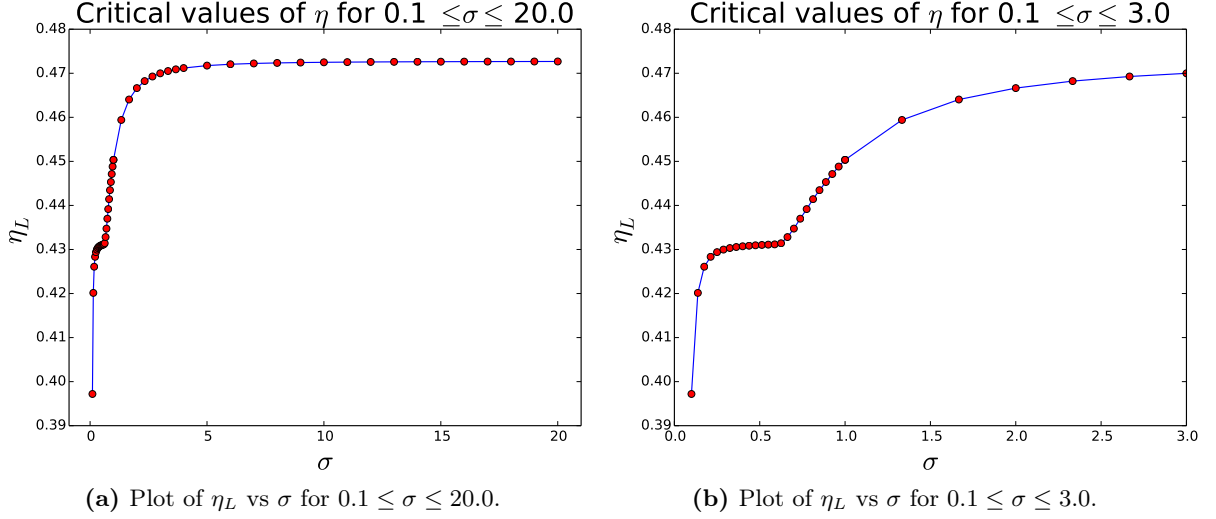 Critical values of η for 0.1 ≤σ≤ 20.0
0.48
0.47
0.46
0.45
0.44
0.43
0.42
0.41
0.40
0.39
η_L
0 5 10 15 20
σ
(a) Plot of η_L vs σ for 0.1 ≤ σ ≤ 20.0.
Critical values of η for 0.1 ≤σ≤ 3.0
0.48
0.47
0.46
0.45
0.44
0.43
0.42
0.41
0.40
0.39
η_L
0.0 0.5 1.0 1.5 2.0 2.5 3.0
σ
(b) Plot of η_L vs σ for 0.1 ≤ σ ≤ 3.0.